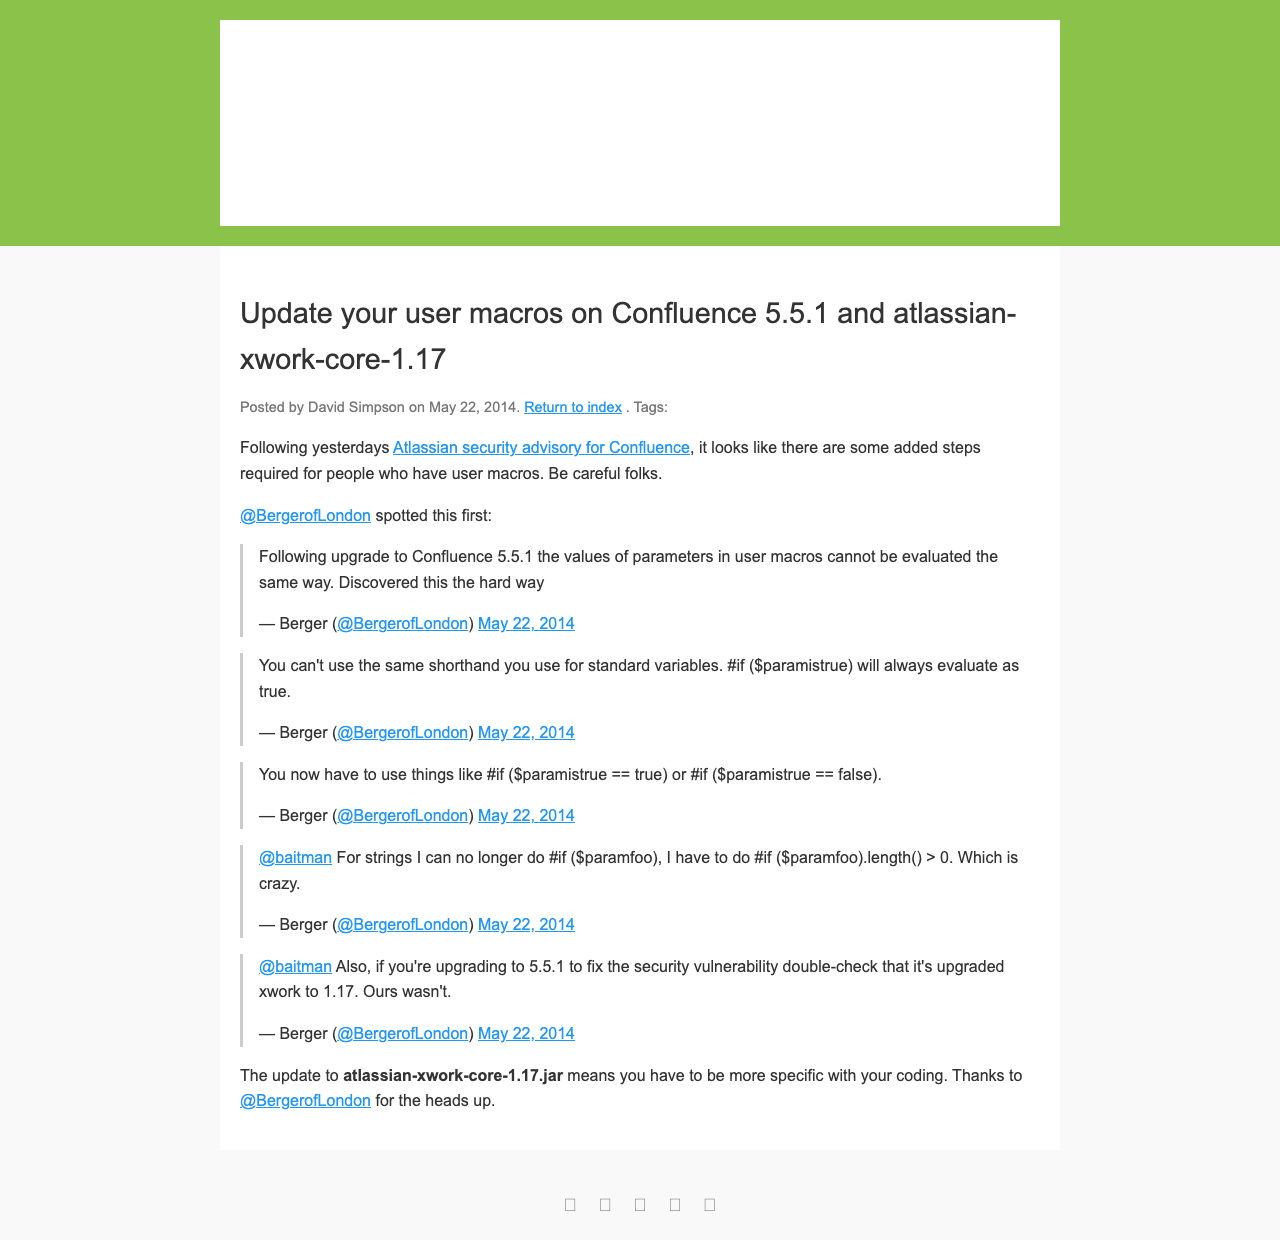 Update your user macros on Confluence 5.5.1 and atlassian-
xwork-core-1.17
Posted by David Simpson on May 22, 2014. Return to index . Tags:
Following yesterdays Atlassian security advisory for Confluence, it looks like there are some added steps
required for people who have user macros. Be careful folks.
@BergerofLondon spotted this first:
Following upgrade to Confluence 5.5.1 the values of parameters in user macros cannot be evaluated the
same way. Discovered this the hard way
— Berger (@BergerofLondon) May 22, 2014
You can't use the same shorthand you use for standard variables. #if ($paramistrue) will always evaluate as
true.
— Berger (@BergerofLondon) May 22, 2014
You now have to use things like #if ($paramistrue == true) or #if ($paramistrue == false).
— Berger (@BergerofLondon) May 22, 2014
@baitman For strings I can no longer do #if ($paramfoo), I have to do #if ($paramfoo).length() > 0. Which is
crazy.
— Berger (@BergerofLondon) May 22, 2014
@baitman Also, if you're upgrading to 5.5.1 to fix the security vulnerability double-check that it's upgraded
xwork to 1.17. Ours wasn't.
— Berger (@BergerofLondon) May 22, 2014
The update to atlassian-xwork-core-1.17.jar means you have to be more specific with your coding. Thanks to
@BergerofLondon for the heads up.